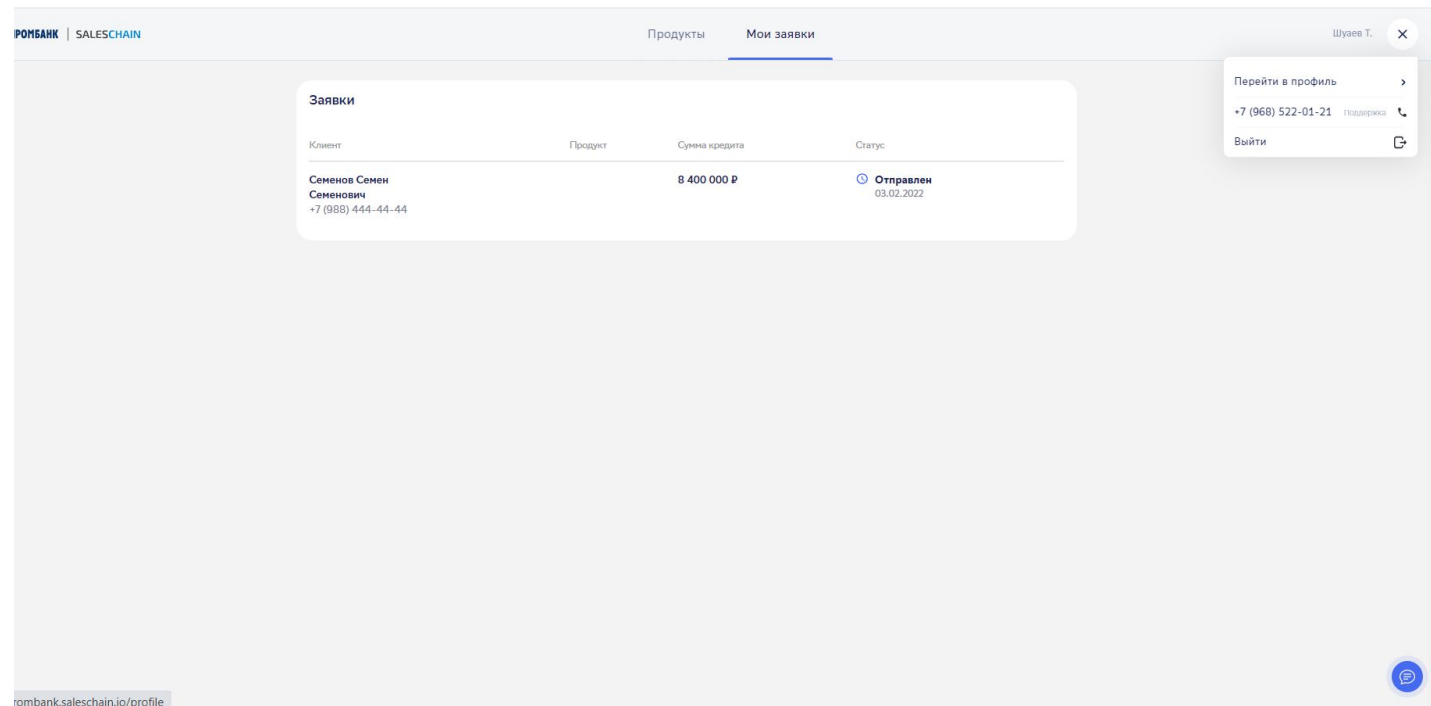 РОМБАНК | SALESCHAIN
Продукты
Мои заявки
Шуаев Т.
Перейти в профиль
+7 (968) 522-01-21 Поддержка
Выйти
Заявки
Клиент
Продукт
Сумма кредита
Статус
Семенов Семен
8 400 000 ₽
Отправлен
Семенович
03.02.2022
+7 (988) 444-44-44
rombank.saleschain.io/profile